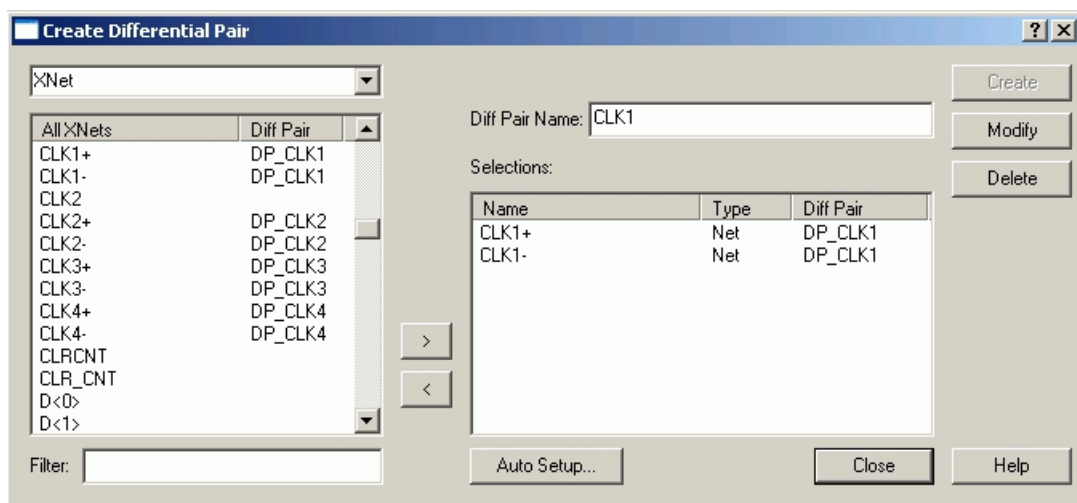 Create Differential Pair
XNet
All XNets Diff Pair
CLK1+ DP_CLK1
CLK1- DP_CLK1
CLK2
CLK2+ DP_CLK2
CLK2- DP_CLK2
CLK3+ DP_CLK3
CLK3- DP_CLK3
CLK4+ DP_CLK4
CLK4- DP_CLK4
CLRCNT
CLR_CNT
D<0>
D<1>
Filter:
>
<
Diff Pair Name: CLK1
Selections:
Name Type Diff Pair
CLK1+ Net DP_CLK1
CLK1- Net DP_CLK1
Auto Setup...
Close
Create
Modify
Delete
Help